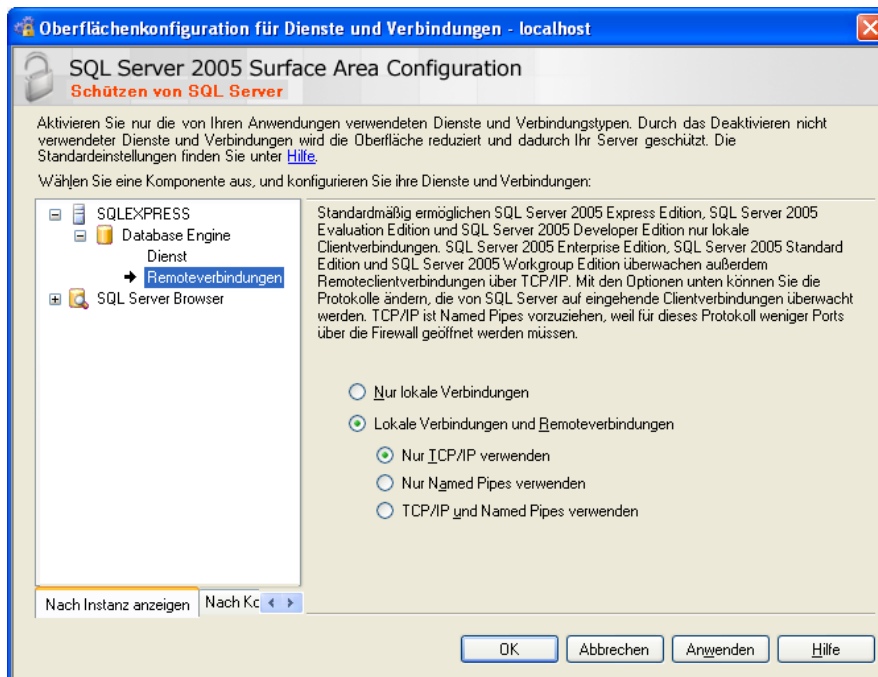 Oberflächenkonfiguration für Dienste und Verbindungen - localhost
SQL Server 2005 Surface Area Configuration
Schützen von SQL Server
Aktivieren Sie nur die von Ihren Anwendungen verwendeten Dienste und Verbindungstypen. Durch das Deaktivieren nicht
verwendeter Dienste und Verbindungen wird die Oberfläche reduziert und dadurch Ihr Server geschützt. Die
Standardeinstellungen finden Sie unter Hilfe.
Wählen Sie eine Komponente aus, und konfigurieren Sie ihre Dienste und Verbindungen:
SQLEXPRESS
Database Engine
Dienst
Remoteverbindungen
SQL Server Browser
Standardmäßig ermöglichen SQL Server 2005 Express Edition, SQL Server 2005
Evaluation Edition und SQL Server 2005 Developer Edition nur lokale
Clientverbindungen. SQL Server 2005 Enterprise Edition, SQL Server 2005 Standard
Edition und SQL Server 2005 Workgroup Edition überwachen außerdem
Remoteclientverbindungen über TCP/IP. Mit den Optionen unten können Sie die
Protokolle ändern, die von SQL Server auf eingehende Clientverbindungen überwacht
werden. TCP/IP ist Named Pipes vorzuziehen, weil für dieses Protokoll weniger Ports
über die Firewall geöffnet werden müssen.
Nur lokale Verbindungen
Lokale Verbindungen und Remoteverbindungen
Nur TCP/IP verwenden
Nur Named Pipes verwenden
TCP/IP und Named Pipes verwenden
Nach Instanz anzeigen
Nach Kc
OK
Abbrechen
Anwenden
Hilfe